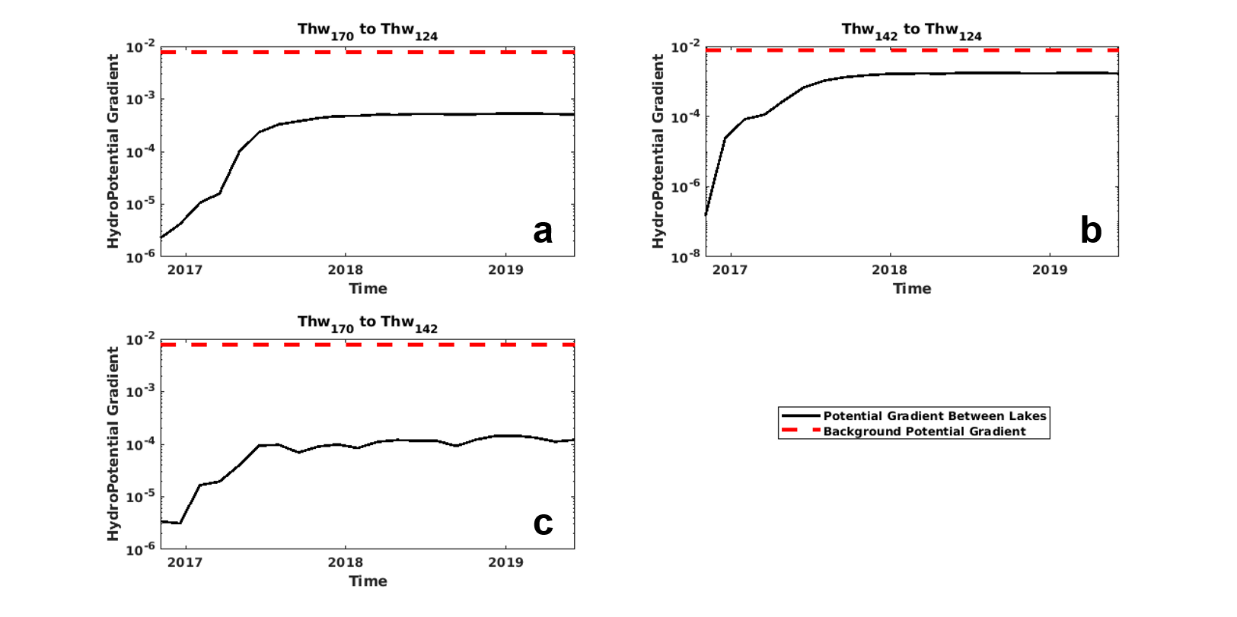 Thw170 to Thw124
HydroPotential Gradient
10-2
10-3
10-4
10-5
10-6
2017 2018 2019
Time
a
Thw142 to Thw124
HydroPotential Gradient
10-2
10-4
10-6
10-8
2017 2018 2019
Time
b
Thw170 to Thw142
HydroPotential Gradient
10-2
10-3
10-4
10-5
10-6
2017 2018 2019
Time
c
Potential Gradient Between Lakes
Background Potential Gradient